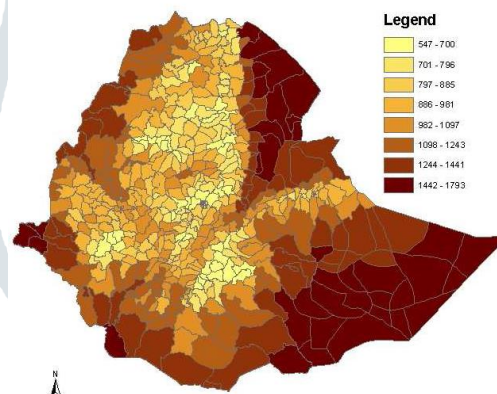 Legend
547 - 700
701 - 796
797 - 885
886 - 981
982 - 1097
1098 - 1243
1244 - 1441
1442 - 1793
N